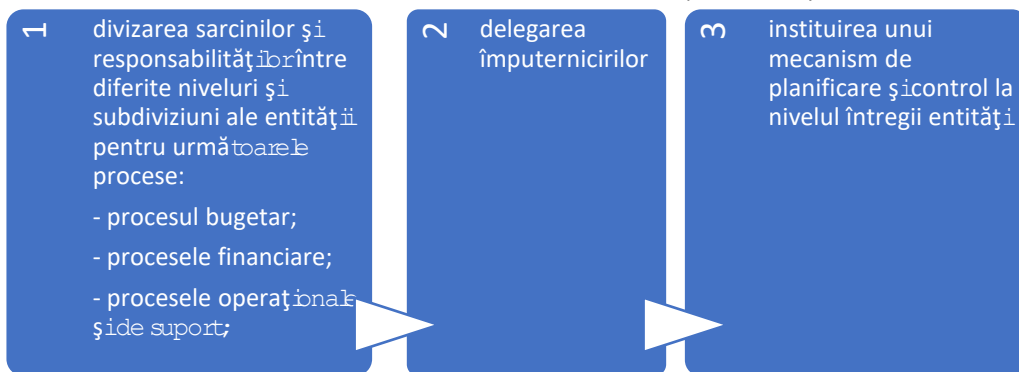 1
divizarea sarcinilor şi
responsabilităţilor între
diferite niveluri şi
subdiviziuni ale entităţii
pentru următoarele
procese:
- procesul bugetar;
- procesele financiare;
- procesele operaţionale
şi de suport;
2
delegarea
împuternicirilor
3
instituirea unui
mecanism de
planificare şi control la
nivelul întregii entităţi